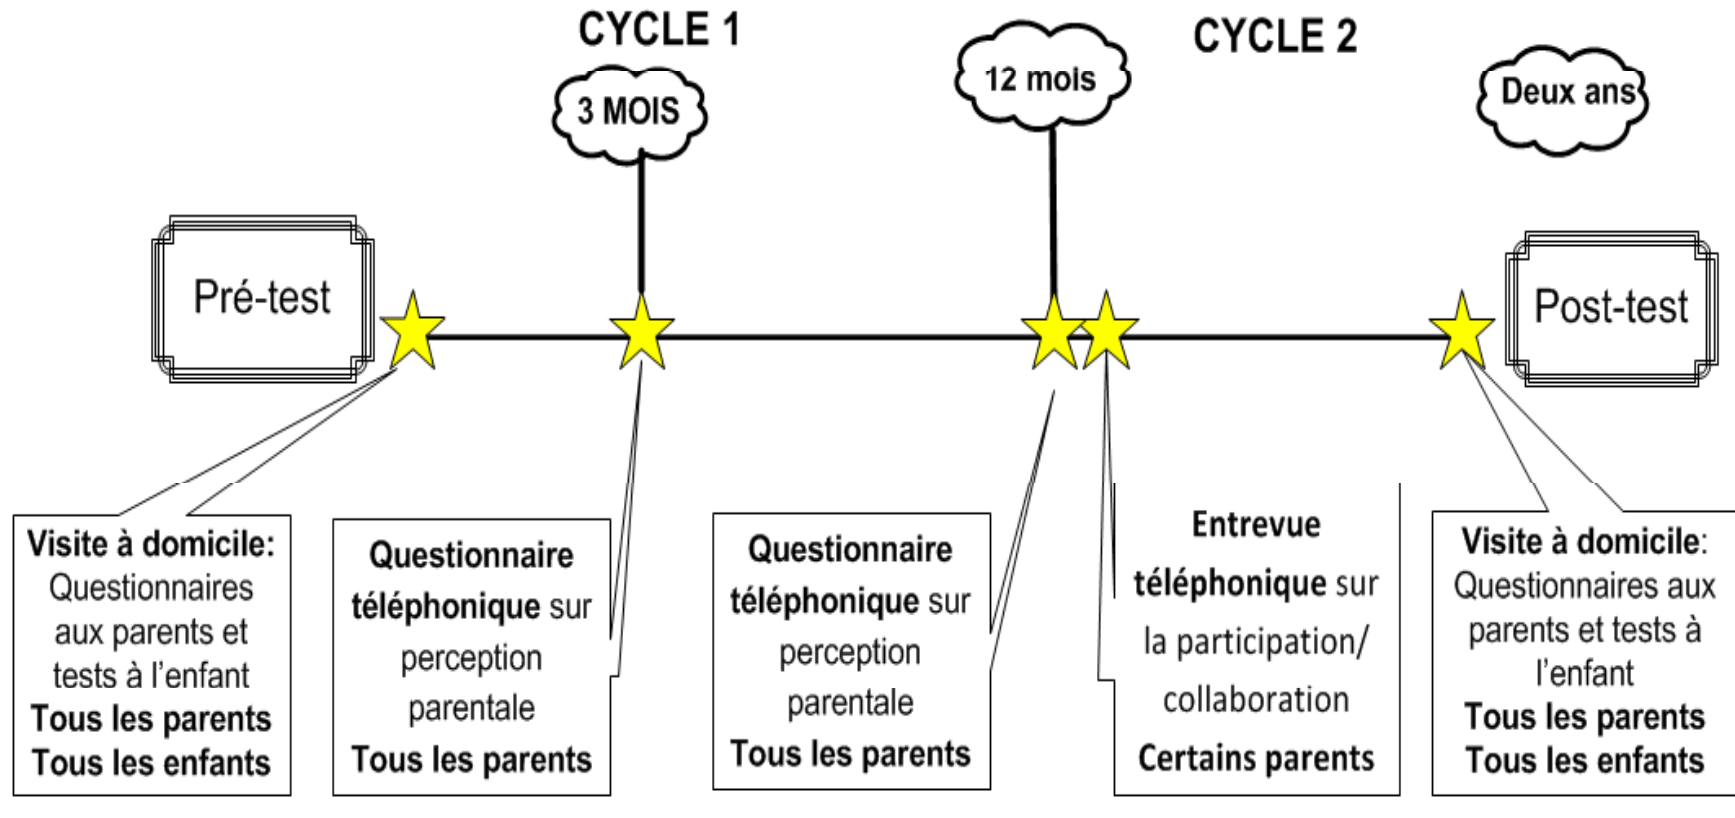 CYCLE 1
CYCLE 2
3 MOIS
12 mois
Deux ans
Pré-test
Post-test
Visite à domicile:
Questionnaires
aux parents et
tests à l’enfant
Tous les parents
Tous les enfants
Questionnaire
téléphonique sur
perception
parentale
Tous les parents
Questionnaire
téléphonique sur
perception
parentale
Tous les parents
Entrevue
téléphonique sur
la participation/
collaboration
Certains parents
Visite à domicile:
Questionnaires aux
parents et tests à
l’enfant
Tous les parents
Tous les enfants